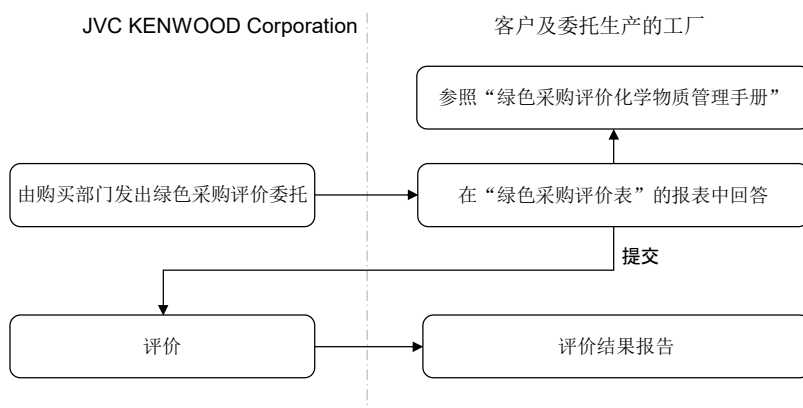 JVC KENWOOD Corporation
客户及委托生产的工厂
参照“绿色采购评价化学物质管理手册”
由购买部门发出绿色采购评价委托
在“绿色采购评价表”的报表中回答
提交
评价
评价结果报告